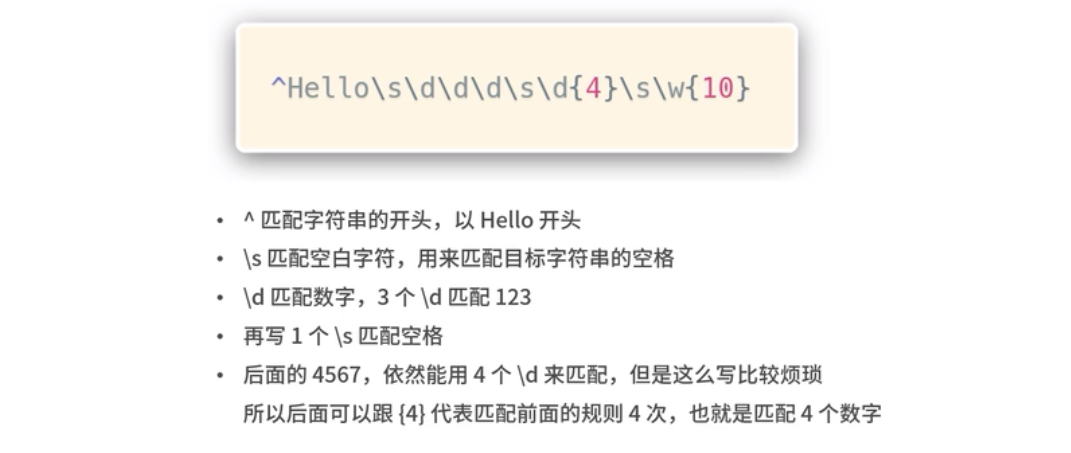 ^Hello\s\d\d\d\s\d{4}\s\w{10}
• ^ 匹配字符串的开头，以 Hello 开头
• \s 匹配空白字符，用来匹配目标字符串的空格
• \d 匹配数字，3 个 \d 匹配 123
• 再写 1 个 \s 匹配空格
• 后面的 4567，依然能用 4 个 \d 来匹配，但是这么写比较烦琐
所以后面可以跟 {4} 代表匹配前面的规则 4 次，也就是匹配 4 个数字